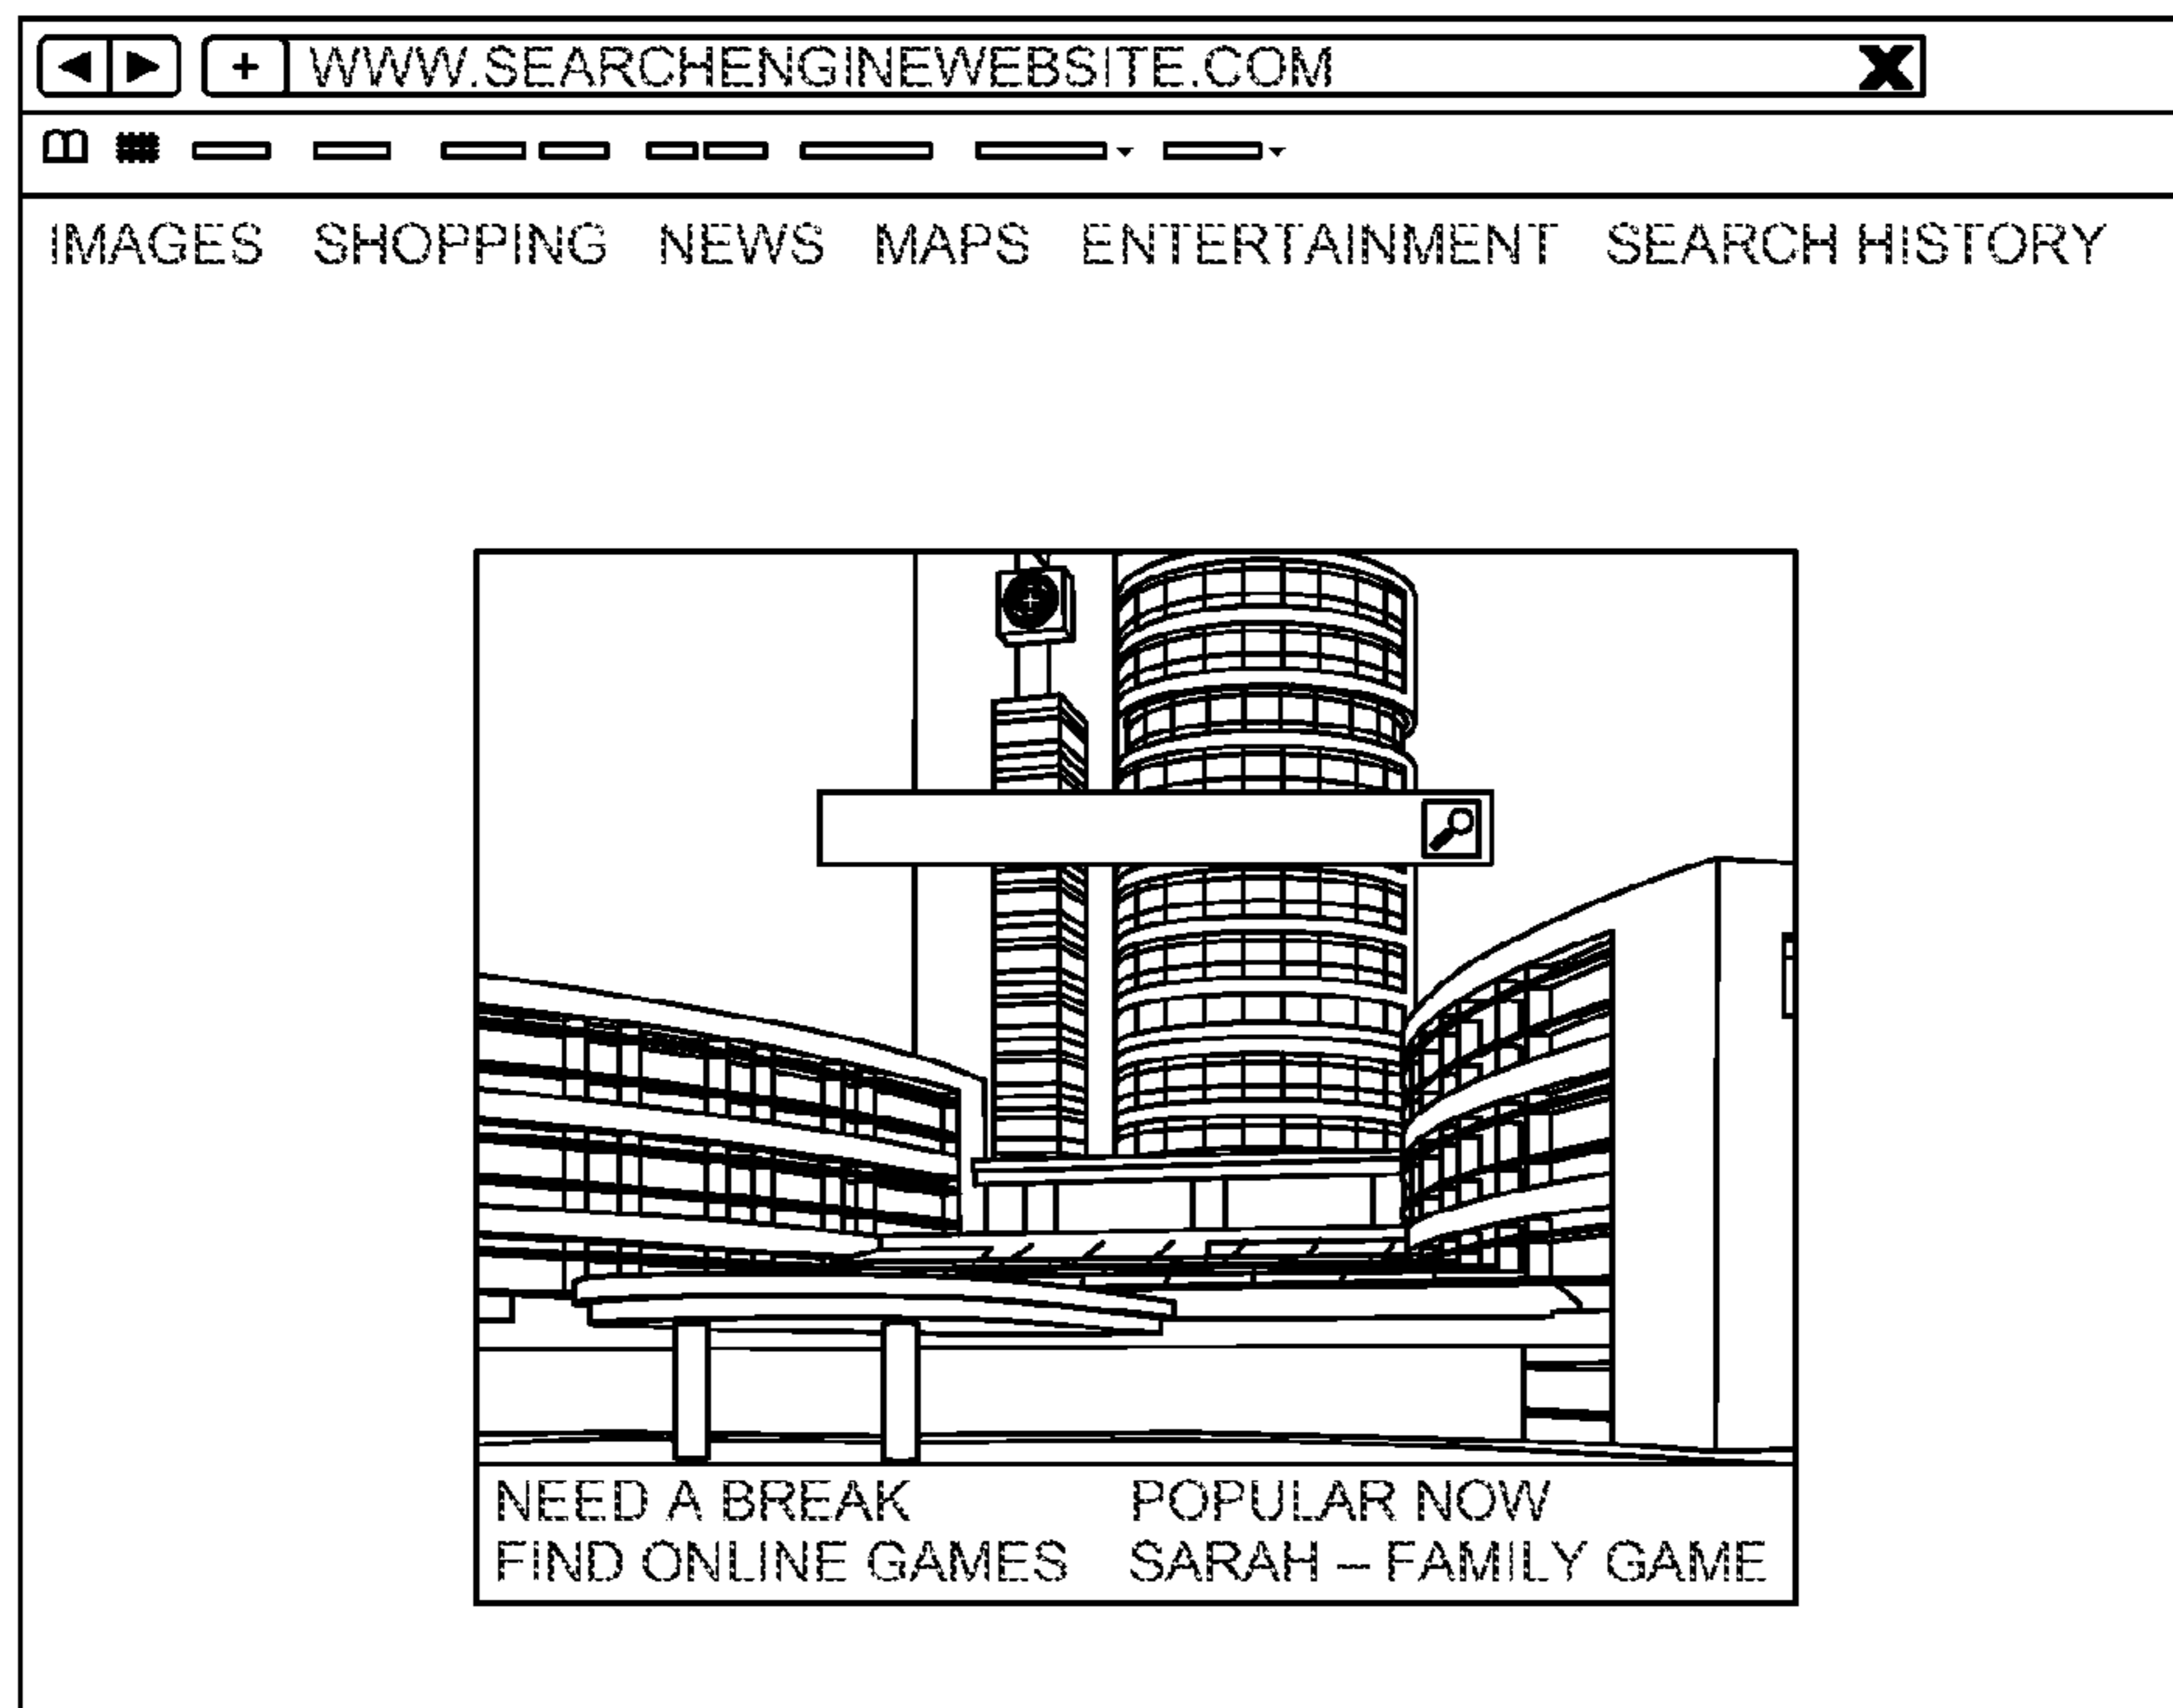 WWW.SEARCHENGINEWEBSITE.COM
IMAGES SHOPPING NEWS MAPS ENTERTAINMENT SEARCH HISTORY
NEED A BREAK
FIND ONLINE GAMES
POPULAR NOW
SARAH – FAMILY GAME